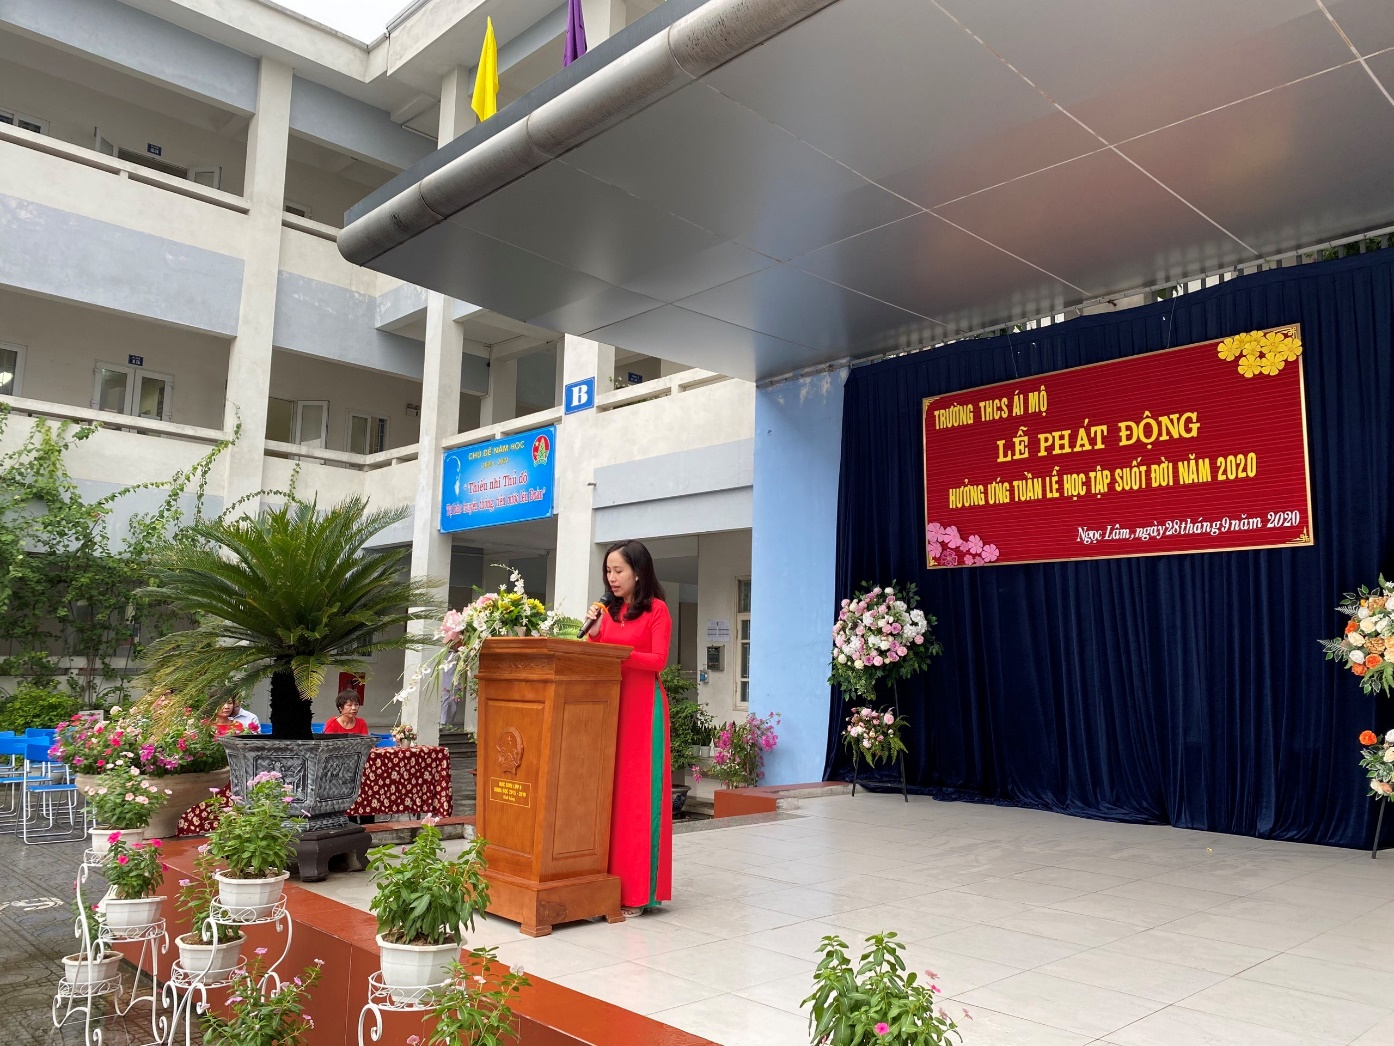 TRƯỜNG THCS ÁI MỘ
LỄ PHÁT ĐỘNG
HƯỞNG ỨNG TUẦN LỄ HỌC TẬP SUỐT ĐỜI NĂM 2020
Ngọc Lâm, ngày 28 tháng 9 năm 2020
B
CHỦ ĐỀ NĂM HỌC
"Thiếu nhi Thủ đô